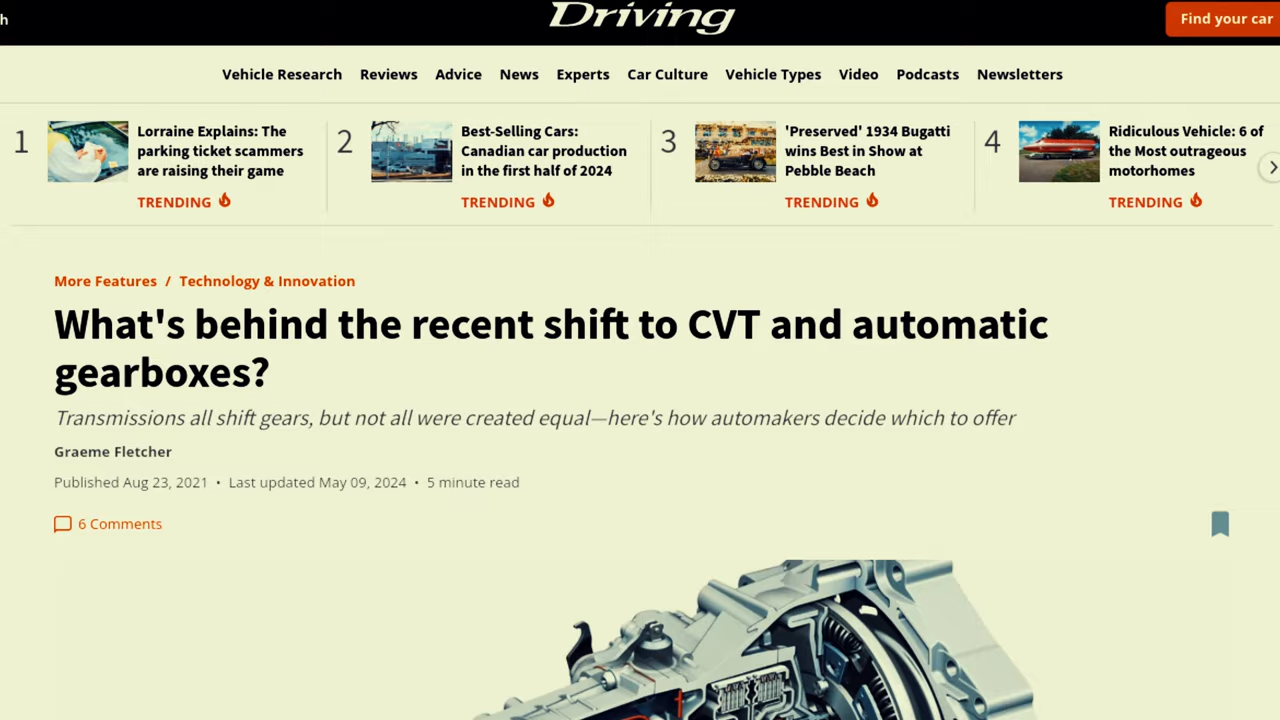 h
Driving
Find your car
Vehicle Research Reviews Advice News Experts Car Culture Vehicle Types Video Podcasts Newsletters
1
Lorraine Explains: The
parking ticket scammers
are raising their game
TRENDING
2
Best-Selling Cars:
Canadian car production
in the first half of 2024
TRENDING
3
'Preserved' 1934 Bugatti
wins Best in Show at
Pebble Beach
TRENDING
4
Ridiculous Vehicle: 6 of
the Most outrageous
motorhomes
TRENDING
More Features / Technology & Innovation
What's behind the recent shift to CVT and automatic
gearboxes?
Transmissions all shift gears, but not all were created equal—here's how automakers decide which to offer
Graeme Fletcher
Published Aug 23, 2021 • Last updated May 09, 2024 • 5 minute read
6 Comments